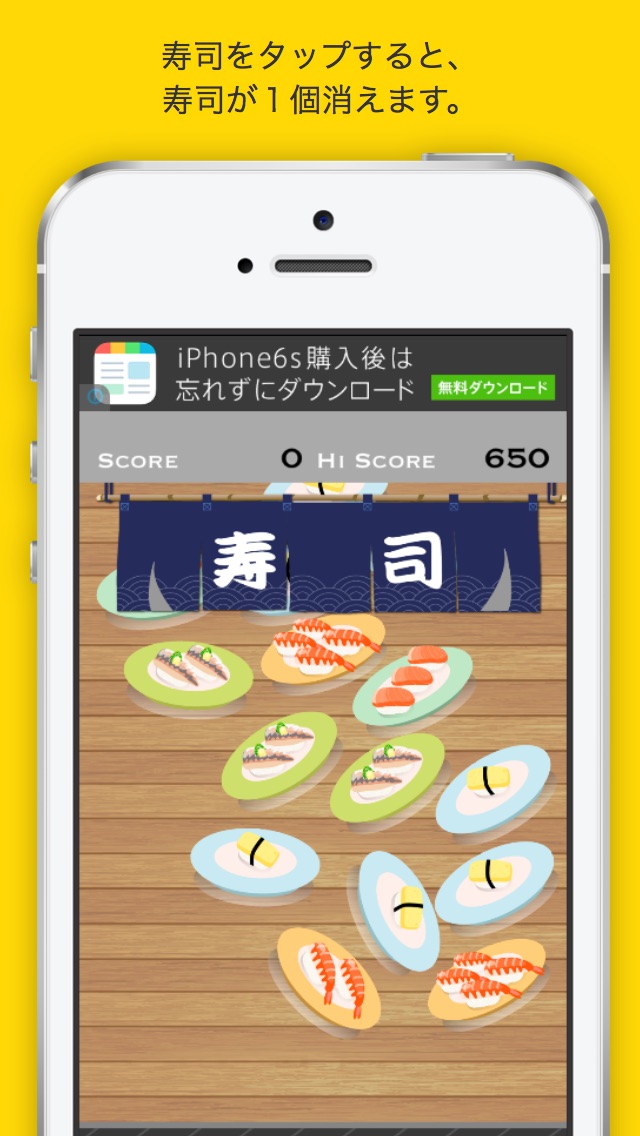 寿司をタップすると、
寿司が１個消えます。
iPhone6s購入後は
忘れずにダウンロード
無料ダウンロード
SCORE 0 HI SCORE 650
寿司